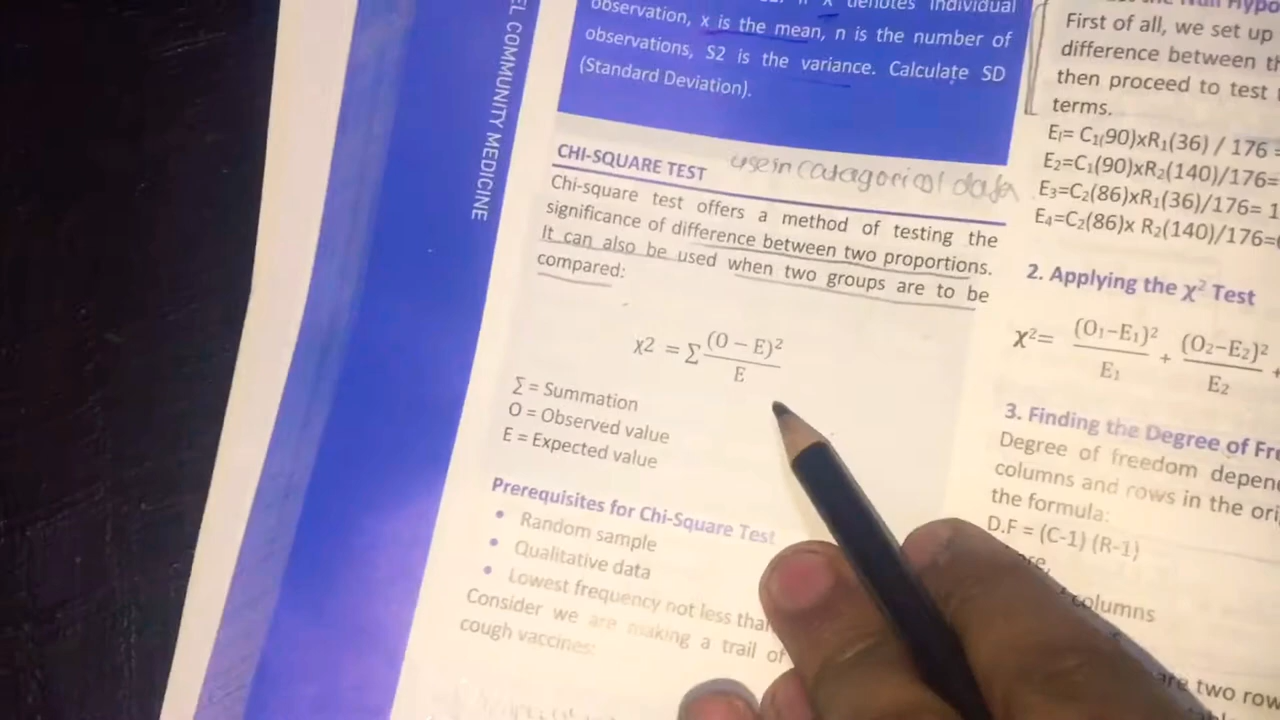 EL COMMUNITY MEDICINE
denotes individual
observation, x is the mean, n is the number of
observations, S2 is the variance. Calculate SD
(Standard Deviation).
CHI-SQUARE TEST use in catagorical data
Chi-square test offers a method of testing the
significance of difference between two proportions.
It can also be used when two groups are to be
compared:
χ2 = Σ (O – E)² / E
Σ = Summation
O = Observed value
E = Expected value
Prerequisites for Chi-Square Test
• Random sample
• Qualitative data
• Lowest frequency not less than
Consider we are making a trail of
cough vaccines:
Null Hypo
First of all, we set up
difference between th
then proceed to test
terms.
E₁= C₁(90)xR₁(36) / 176 =
E₂=C₁(90)xR₂(140)/176=
E₃=C₂(86)xR₁(36)/176= 1
E₄=C₂(86)x R₂(140)/176=
2. Applying the χ² Test
χ²= (O₁–E₁)² / E₁ + (O₂–E₂)² / E₂ +
3. Finding the Degree of Fre
Degree of freedom depen
columns and rows in the ori
the formula:
D.F = (C-1) (R-1)
columns
are two row